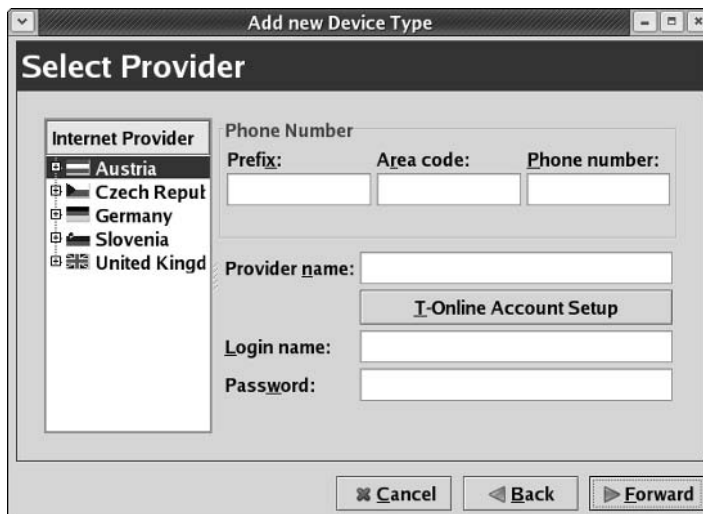 Add new Device Type
Select Provider
Internet Provider
Austria
Czech Repub
Germany
Slovenia
United Kingd
Phone Number
Prefix:
Area code:
Phone number:
Provider name:
T-Online Account Setup
Login name:
Password:
Cancel
Back
Forward